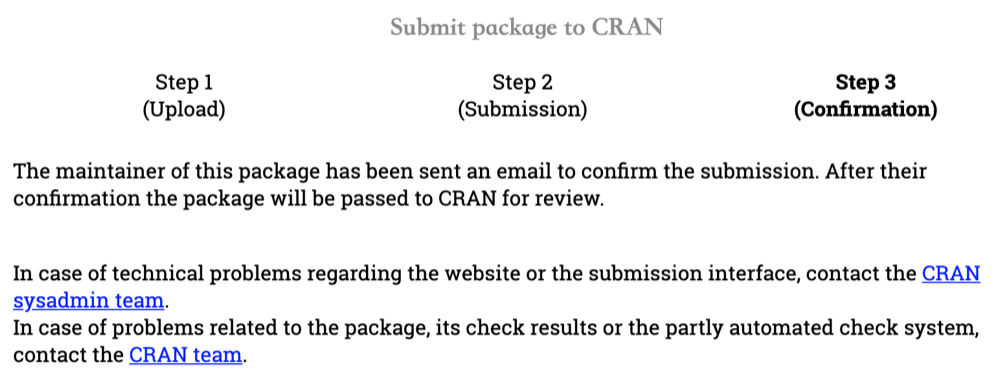 Submit package to CRAN
Step 1
(Upload)
Step 2
(Submission)
Step 3
(Confirmation)
The maintainer of this package has been sent an email to confirm the submission. After their
confirmation the package will be passed to CRAN for review.
In case of technical problems regarding the website or the submission interface, contact the CRAN
sysadmin team.
In case of problems related to the package, its check results or the partly automated check system,
contact the CRAN team.